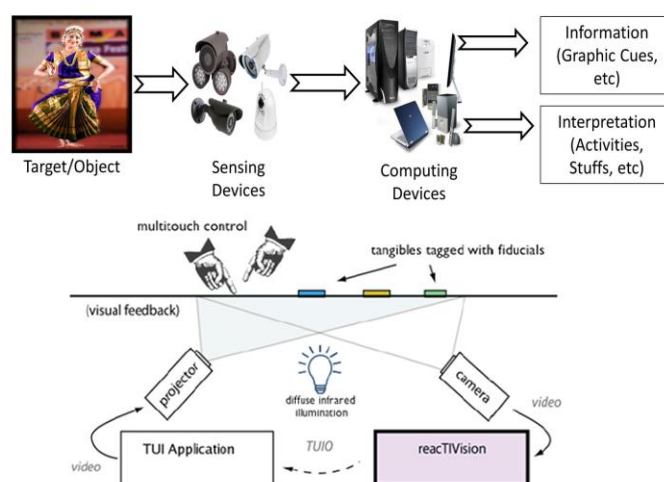 Information
(Graphic Cues,
etc)
Interpretation
(Activities,
Stuffs, etc)
Target/Object
Sensing
Devices
Computing
Devices
multitouch control
tangibles tagged with fiducials
(visual feedback)
projector
diffuse infrared
illumination
camera
video
TUI Application
TUIO
reacTIVision
video